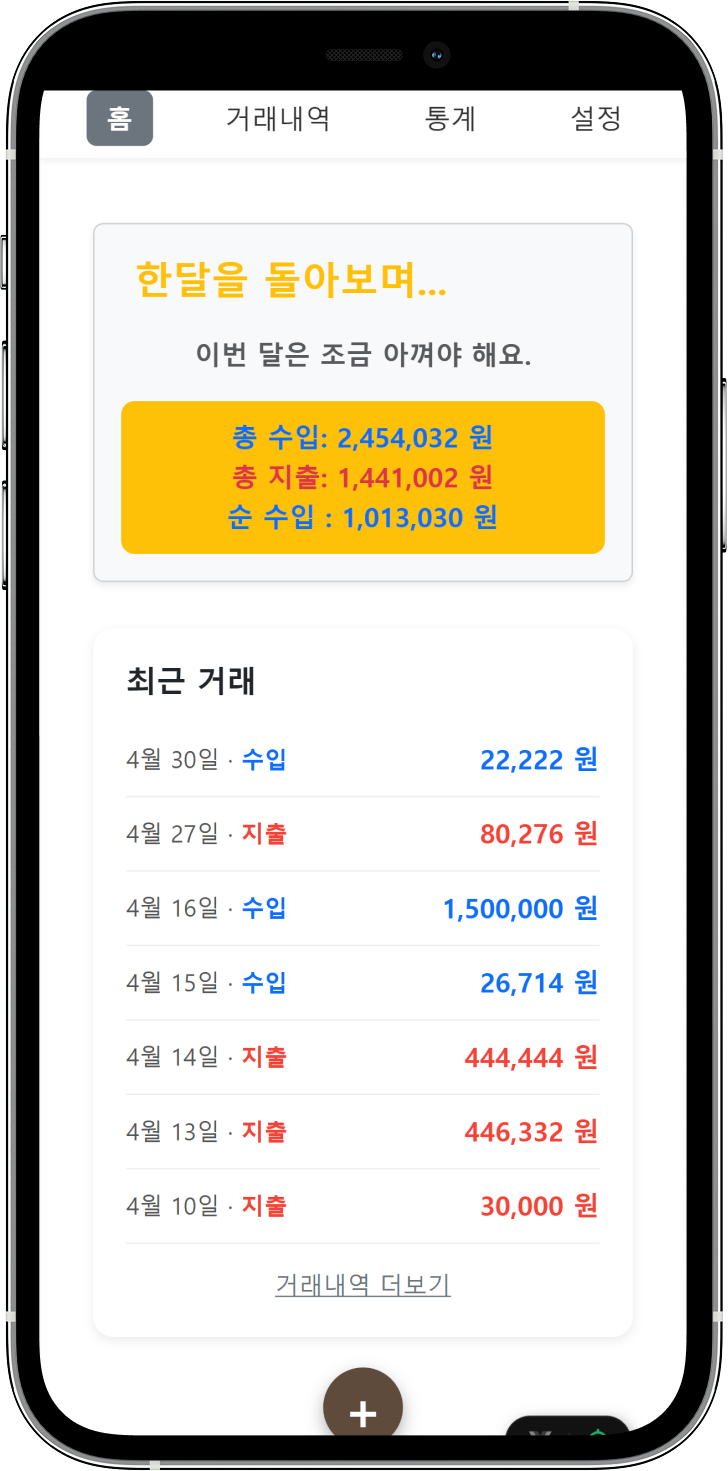 홈 거래내역 통계 설정
한달을 돌아보며...
이번 달은 조금 아껴야 해요.
총 수입: 2,454,032 원
총 지출: 1,441,002 원
순 수입 : 1,013,030 원
최근 거래
4월 30일 · 수입 22,222 원
4월 27일 · 지출 80,276 원
4월 16일 · 수입 1,500,000 원
4월 15일 · 수입 26,714 원
4월 14일 · 지출 444,444 원
4월 13일 · 지출 446,332 원
4월 10일 · 지출 30,000 원
거래내역 더보기
+